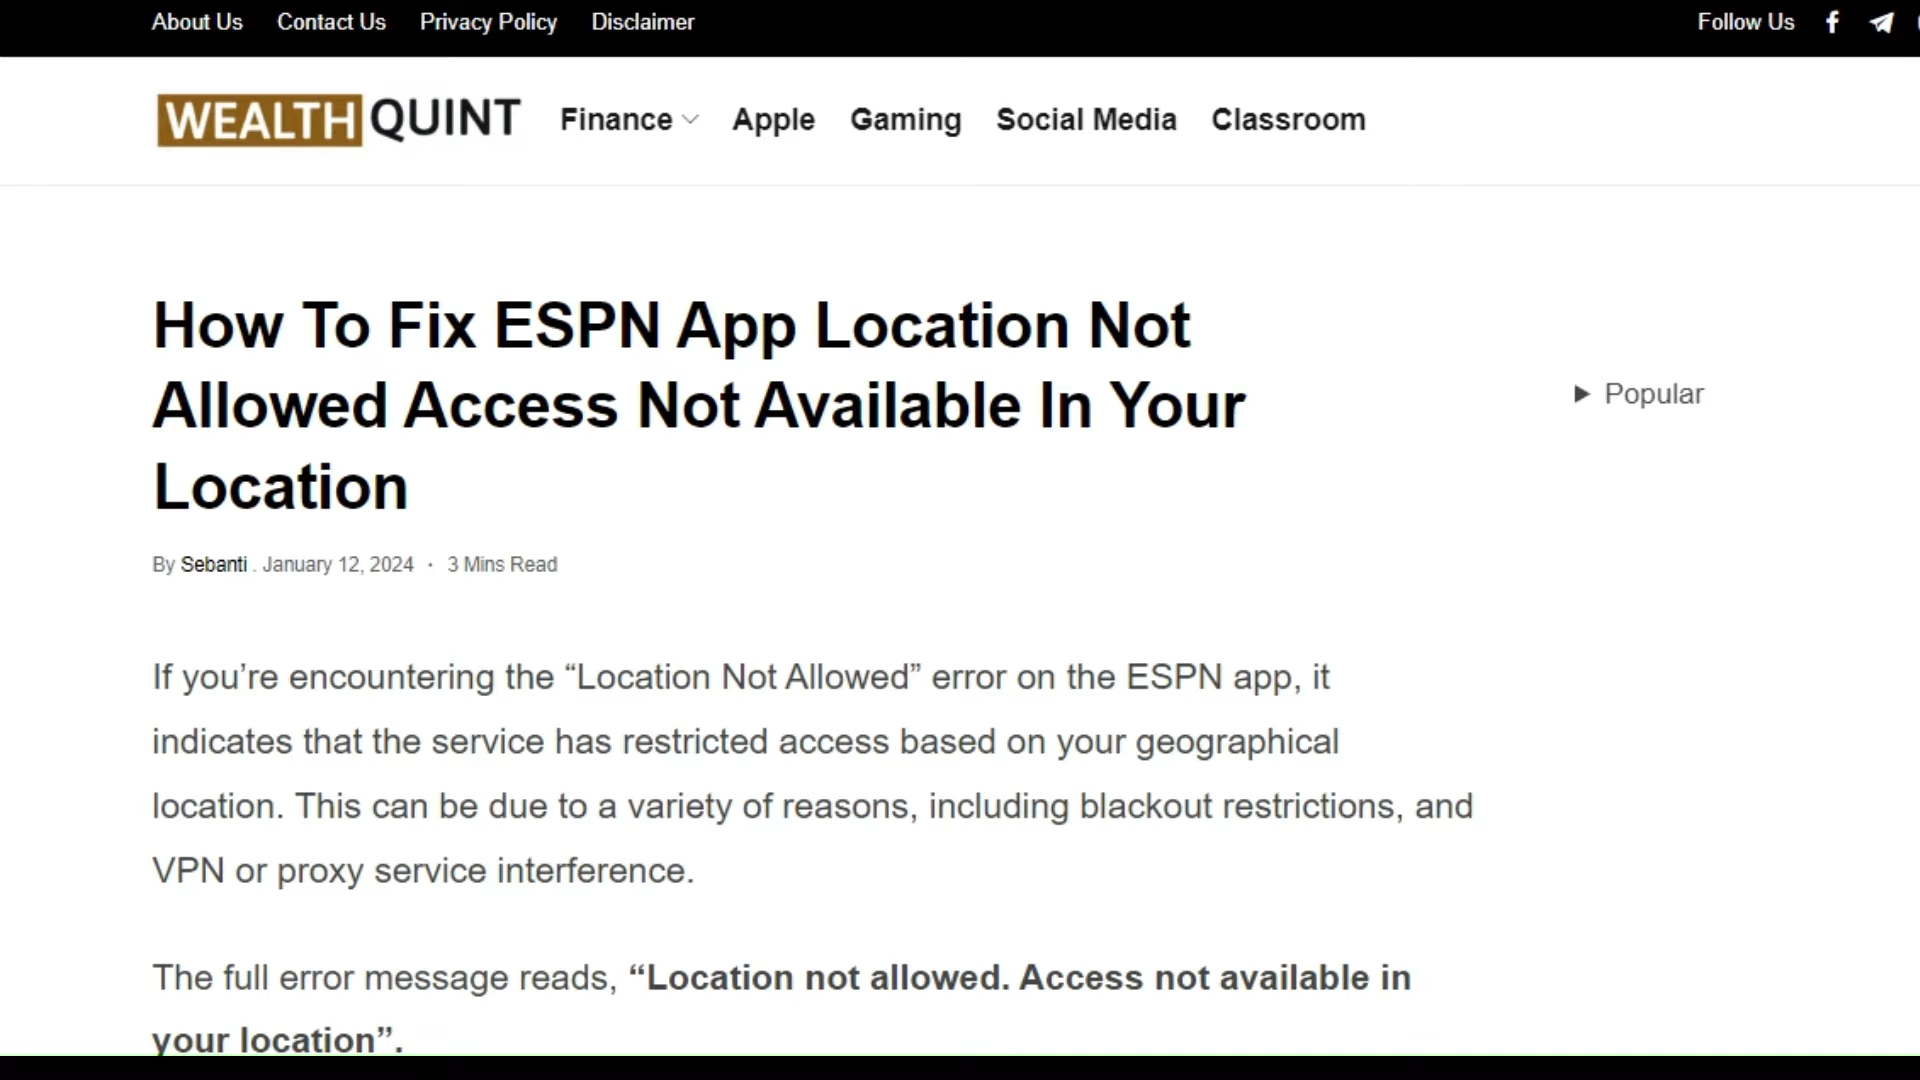 About Us Contact Us Privacy Policy Disclaimer Follow Us
WEALTH QUINT Finance Apple Gaming Social Media Classroom
How To Fix ESPN App Location Not
Allowed Access Not Available In Your
Location
Popular
By Sebanti . January 12, 2024 · 3 Mins Read
If you’re encountering the “Location Not Allowed” error on the ESPN app, it
indicates that the service has restricted access based on your geographical
location. This can be due to a variety of reasons, including blackout restrictions, and
VPN or proxy service interference.
The full error message reads, “Location not allowed. Access not available in
your location”.